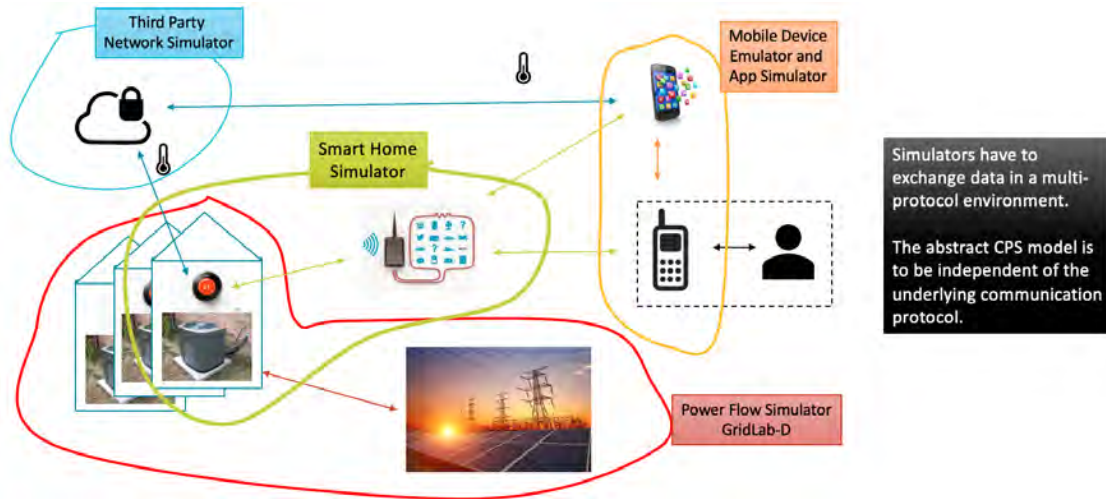 Third Party
Network Simulator
Mobile Device
Emulator and
App Simulator
Smart Home
Simulator
Simulators have to
exchange data in a multi-
protocol environment.
The abstract CPS model is
to be independent of the
underlying communication
protocol.
Power Flow Simulator
GridLab-D